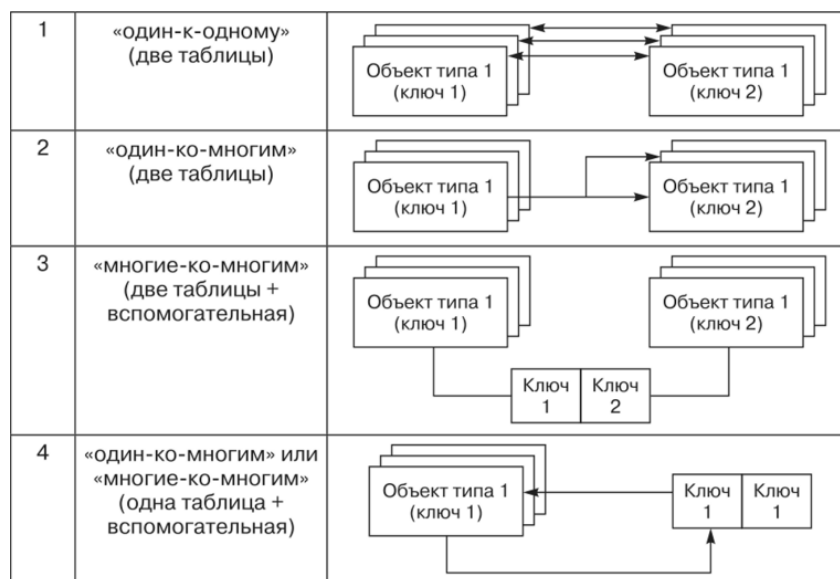 1
«один-к-одному»
(две таблицы)
Объект типа 1
(ключ 1)
Объект типа 1
(ключ 2)
2
«один-ко-многим»
(две таблицы)
Объект типа 1
(ключ 1)
Объект типа 1
(ключ 2)
3
«многие-ко-многим»
(две таблицы +
вспомогательная)
Объект типа 1
(ключ 1)
Объект типа 1
(ключ 2)
Ключ
1
Ключ
2
4
«один-ко-многим» или
«многие-ко-многим»
(одна таблица +
вспомогательная)
Объект типа 1
(ключ 1)
Ключ
1
Ключ
1